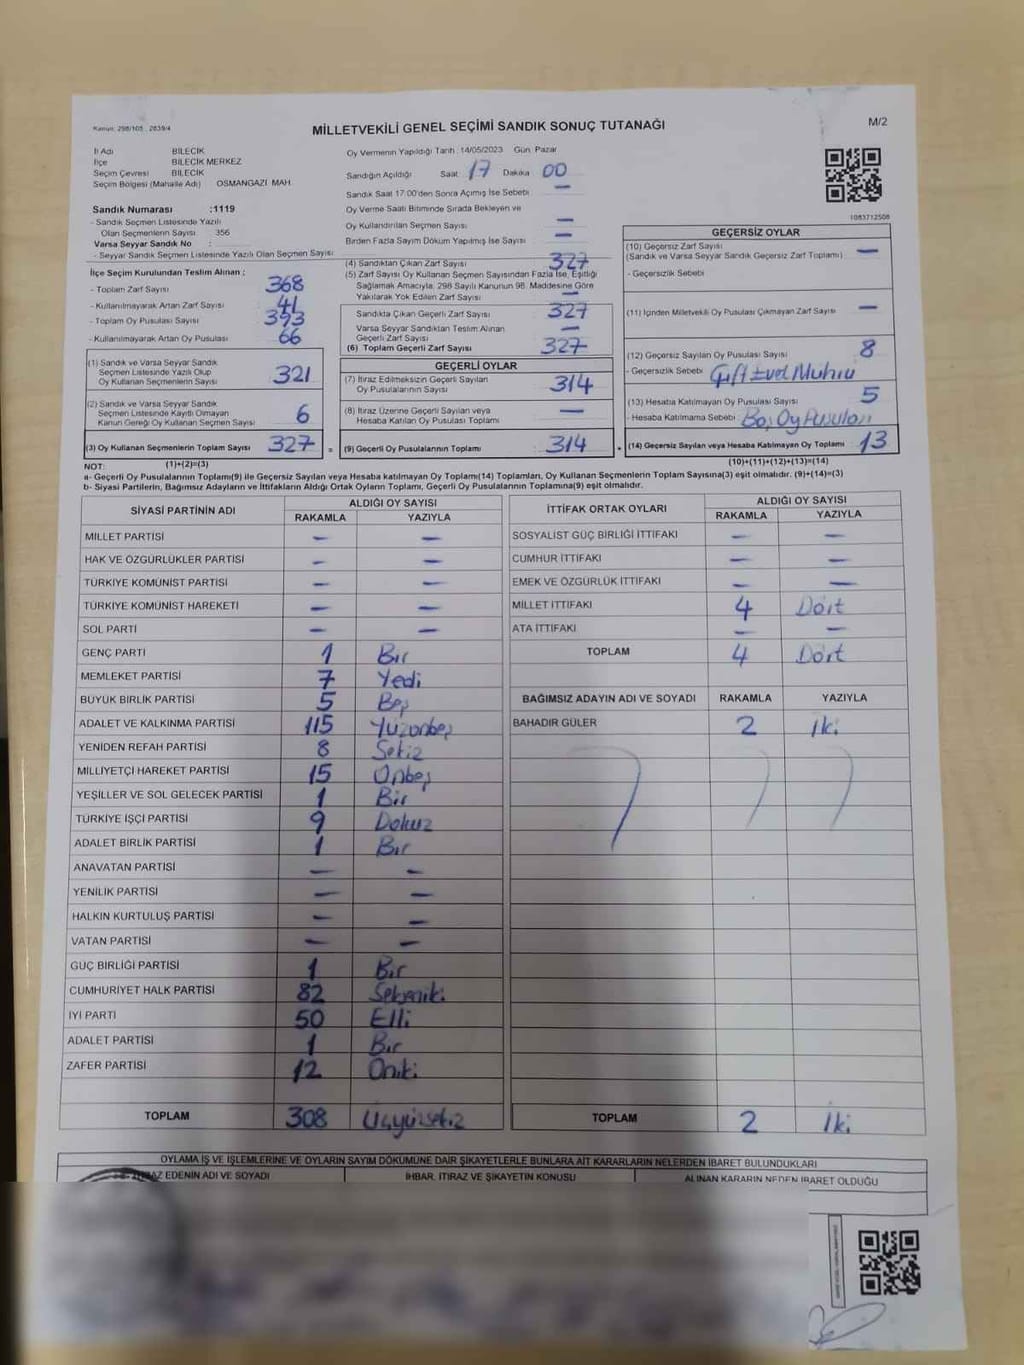 Kanun: 298/105, 2839/4
MİLLETVEKİLİ GENEL SEÇİMİ SANDIK SONUÇ TUTANAĞI
M/2
İl Adı BİLECİK
İlçe BİLECİK MERKEZ
Seçim Çevresi BİLECİK
Seçim Bölgesi (Mahalle Adı) OSMANGAZİ MAH.
Sandık Numarası :1119
- Sandık Seçmen Listesinde Yazılı
Olan Seçmenlerin Sayısı 356
Varsa Seyyar Sandık No :
- Seyyar Sandık Seçmen Listesinde Yazılı Olan Seçmen Sayısı
İlçe Seçim Kurulundan Teslim Alınan ;
- Toplam Zarf Sayısı 368
- Kullanılmayarak Artan Zarf Sayısı 41
- Toplam Oy Pusulası Sayısı 393
- Kullanılmayarak Artan Oy Pusulası 66
(1) Sandık ve Varsa Seyyar Sandık
Seçmen Listesinde Yazılı Olup
Oy Kullanan Seçmenlerin Sayısı 321
(2) Sandık ve Varsa Seyyar Sandık
Seçmen Listesinde Kayıtlı Olmayan
Kanun Gereği Oy Kullanan Seçmen Sayısı 6
(3) Oy Kullanan Seçmenlerin Toplam Sayısı 327 =
Oy Vermenin Yapıldığı Tarih : 14/05/2023 Gün: Pazar
Sandığın Açıldığı Saat: 17 Dakika 00
Sandık Saat 17:00'den Sonra Açılmış İse Sebebi —
Oy Verme Saati Bitiminde Sırada Bekleyen ve
Oy Kullandırılan Seçmen Sayısı —
Birden Fazla Sayım Döküm Yapılmış İse Sayısı —
(4) Sandıktan Çıkan Zarf Sayısı 327
(5) Zarf Sayısı Oy Kullanan Seçmen Sayısından Fazla İse, Eşitliği
Sağlamak Amacıyla, 298 Sayılı Kanunun 98. Maddesine Göre
Yakılarak Yok Edilen Zarf Sayısı —
Sandıkta Çıkan Geçerli Zarf Sayısı 327
Varsa Seyyar Sandıktan Teslim Alınan
Geçerli Zarf Sayısı —
(6) Toplam Geçerli Zarf Sayısı 327
GEÇERLİ OYLAR
(7) İtiraz Edilmeksizin Geçerli Sayılan
Oy Pusulalarının Sayısı 314
(8) İtiraz Üzerine Geçerli Sayılan veya
Hesaba Katılan Oy Pusulası Toplamı —
(9) Geçerli Oy Pusulalarının Toplamı 314 +
1083712508
GEÇERSİZ OYLAR
(10) Geçersiz Zarf Sayısı
(Sandık ve Varsa Seyyar Sandık Geçersiz Zarf Toplamı) —
- Geçersizlik Sebebi
(11) İçinden Milletvekili Oy Pusulası Çıkmayan Zarf Sayısı —
(12) Geçersiz Sayılan Oy Pusulası Sayısı 8
- Geçersizlik Sebebi Çift Evet Mührü
(13) Hesaba Katılmayan Oy Pusulası Sayısı 5
- Hesaba Katılmama Sebebi Boş Oy Pusulası
(14) Geçersiz Sayılan veya Hesaba Katılmayan Oy Toplamı 13
NOT: (1)+(2)=(3) (10)+(11)+(12)+(13)=(14)
a- Geçerli Oy Pusulalarının Toplamı(9) ile Geçersiz Sayılan veya Hesaba katılmayan Oy Toplamı(14) Toplamları, Oy Kullanan Seçmenlerin Toplam Sayısına(3) eşit olmalıdır. (9)+(14)=(3)
b- Siyasi Partilerin, Bağımsız Adayların ve İttifakların Aldığı Ortak Oyların Toplamı, Geçerli Oy Pusulalarının Toplamına(9) eşit olmalıdır.
SİYASİ PARTİNİN ADI ALDIĞI OY SAYISI
RAKAMLA YAZIYLA
MİLLET PARTİSİ — —
HAK VE ÖZGÜRLÜKLER PARTİSİ — —
TÜRKİYE KOMÜNİST PARTİSİ — —
TÜRKİYE KOMÜNİST HAREKETİ — —
SOL PARTİ — —
GENÇ PARTİ 1 Bir
MEMLEKET PARTİSİ 7 Yedi
BÜYÜK BİRLİK PARTİSİ 5 Beş
ADALET VE KALKINMA PARTİSİ 115 Yüzonbeş
YENİDEN REFAH PARTİSİ 8 Sekiz
MİLLİYETÇİ HAREKET PARTİSİ 15 Onbeş
YEŞİLLER VE SOL GELECEK PARTİSİ 1 Bir
TÜRKİYE İŞÇİ PARTİSİ 9 Dokuz
ADALET BİRLİK PARTİSİ 1 Bir
ANAVATAN PARTİSİ — —
YENİLİK PARTİSİ — —
HALKIN KURTULUŞ PARTİSİ — —
VATAN PARTİSİ — —
GÜÇ BİRLİĞİ PARTİSİ 1 Bir
CUMHURİYET HALK PARTİSİ 82 Sekseniki
İYİ PARTİ 50 Elli
ADALET PARTİSİ 1 Bir
ZAFER PARTİSİ 12 Oniki
TOPLAM 308 Üçyüzsekiz
İTTİFAK ORTAK OYLARI ALDIĞI OY SAYISI
RAKAMLA YAZIYLA
SOSYALİST GÜÇ BİRLİĞİ İTTİFAKI — —
CUMHUR İTTİFAKI — —
EMEK VE ÖZGÜRLÜK İTTİFAKI — —
MİLLET İTTİFAKI 4 Dört
ATA İTTİFAKI — —
TOPLAM 4 Dört
BAĞIMSIZ ADAYIN ADI VE SOYADI RAKAMLA YAZIYLA
BAHADIR GÜLER 2 İki
TOPLAM 2 İki
OYLAMA İŞ VE İŞLEMLERİNE VE OYLARIN SAYIM DÖKÜMÜNE DAİR ŞİKAYETLERLE BUNLARA AİT KARARLARIN NELERDEN İBARET BULUNDUKLARI
EDENİN ADI VE SOYADI İHBAR, İTİRAZ VE ŞİKAYETİN KONUSU ALINAN KARARIN NEDEN İBARET OLDUĞU